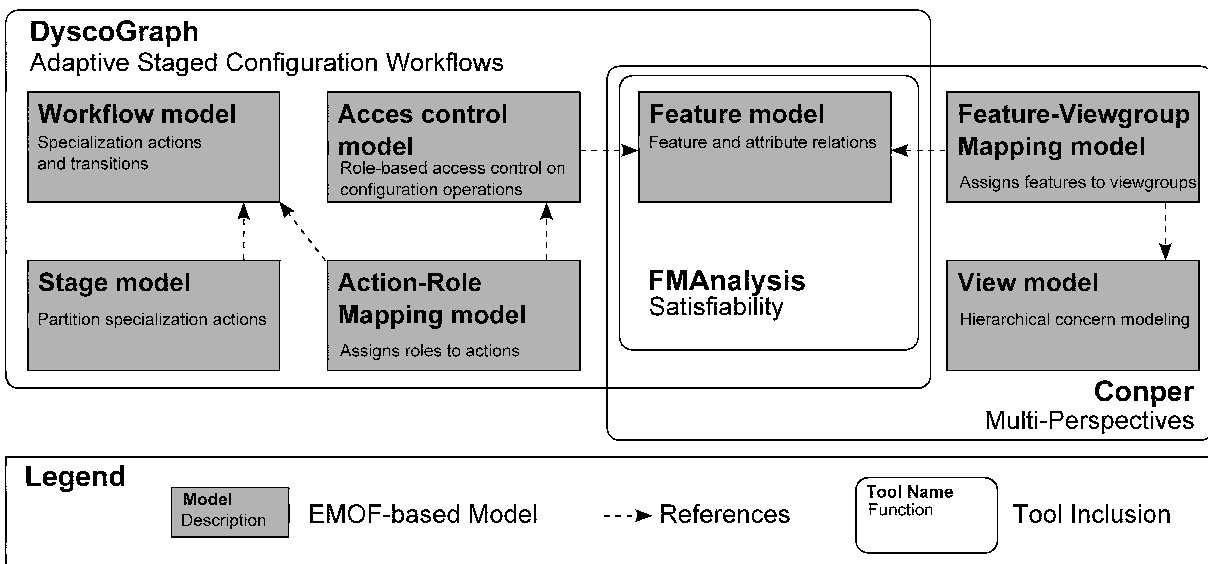 DyscoGraph
Adaptive Staged Configuration Workflows
Workflow model
Specialization actions
and transitions
Acces control
model
Role-based access control on
configuration operations
Feature model
Feature and attribute relations
Feature-Viewgroup
Mapping model
Assigns features to viewgroups
Stage model
Partition specialization actions
Action-Role
Mapping model
Assigns roles to actions
FMAnalysis
Satisfiability
View model
Hierarchical concern modeling
Conper
Multi-Perspectives
Legend
Model
Description
EMOF-based Model
References
Tool Name
Function
Tool Inclusion